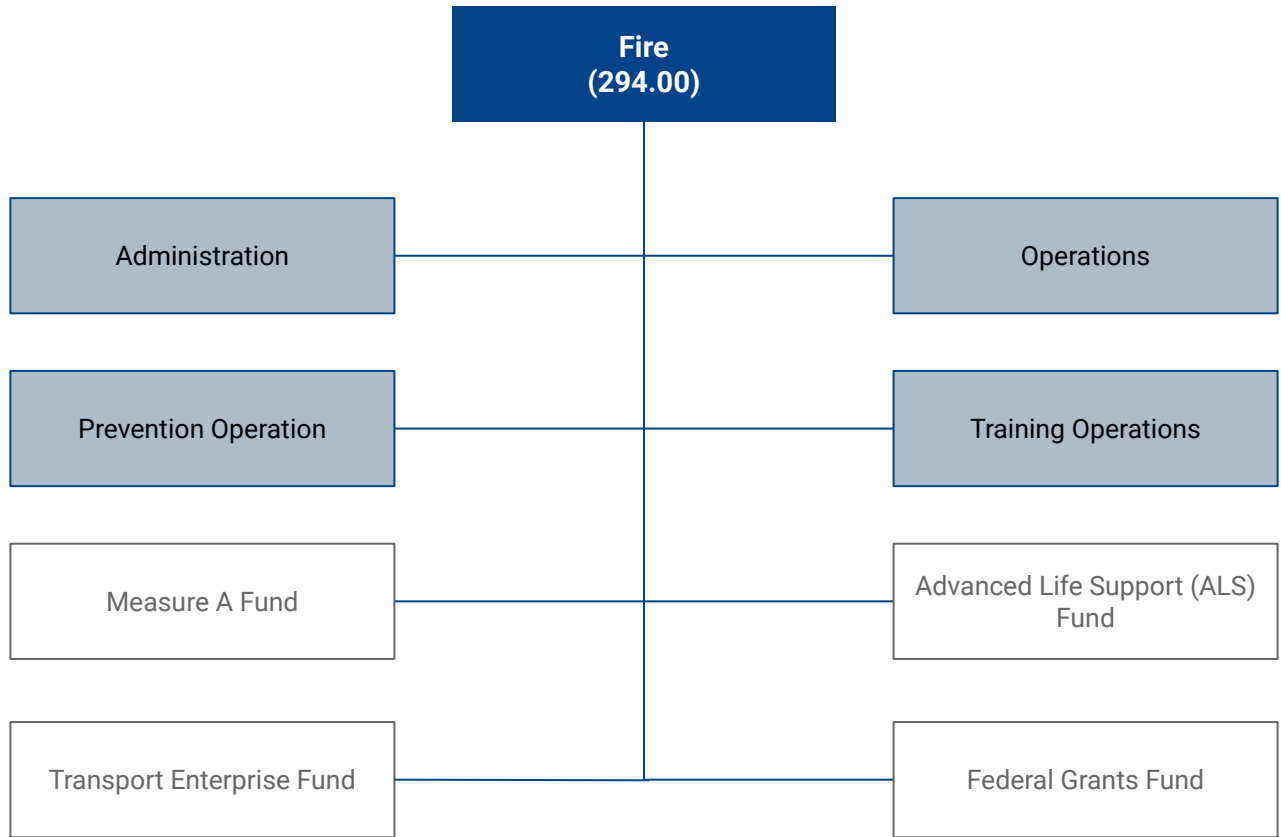 Fire
(294.00)
Administration
Operations
Prevention Operation
Training Operations
Measure A Fund
Advanced Life Support (ALS)
Fund
Transport Enterprise Fund
Federal Grants Fund